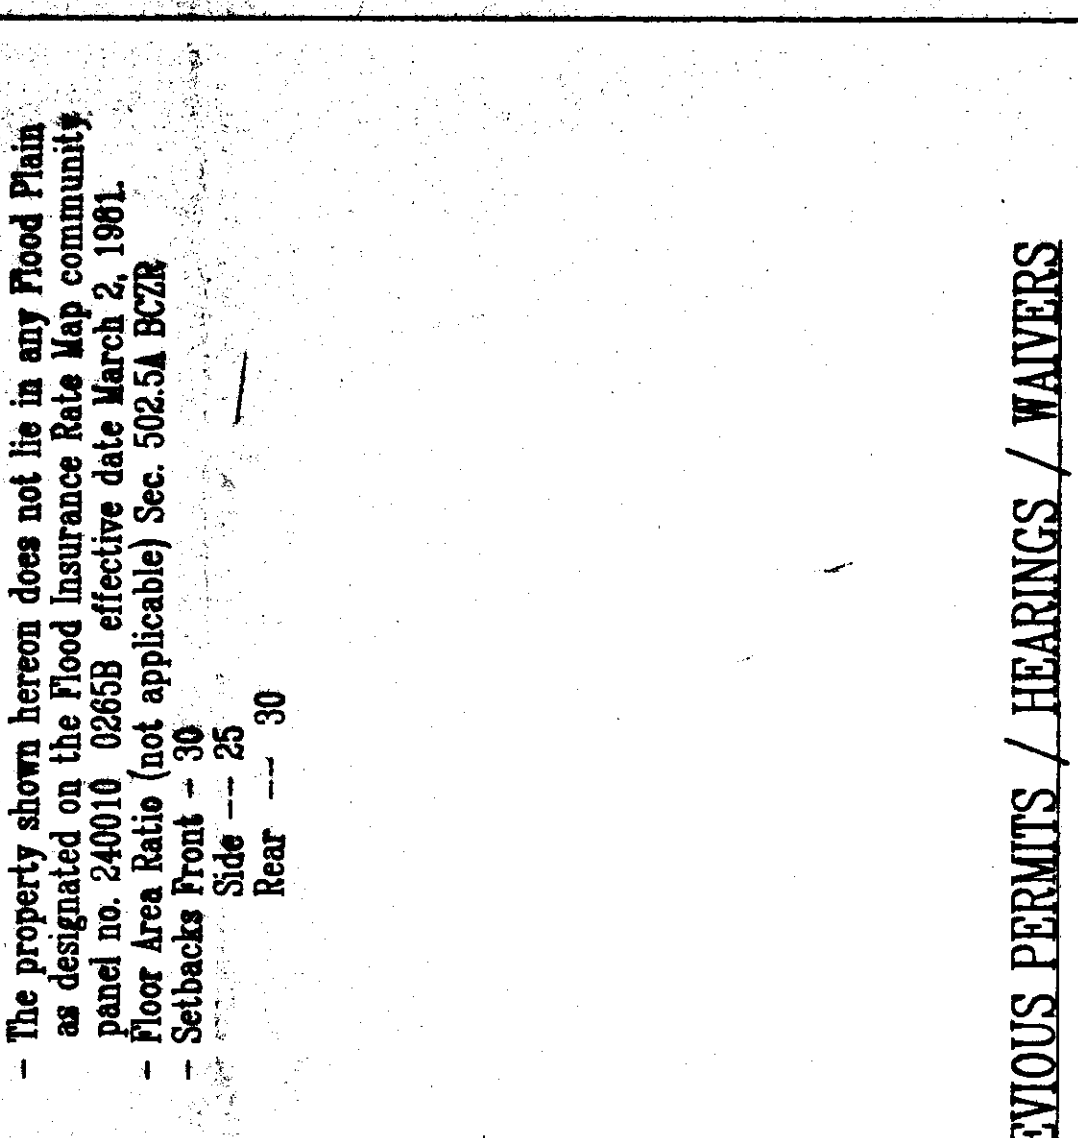 - The property shown hereon does not lie in any Flood Plain
as designated on the Flood Insurance Rate Map community
panel no. 240010 0265B effective date March 2, 1981.
- Floor Area Ratio (not applicable) Sec. 502.5A BCZR
- Setbacks Front - 30
Side -- 25
Rear -- 30
EVIOUS PERMITS / HEARINGS / WAIVERS